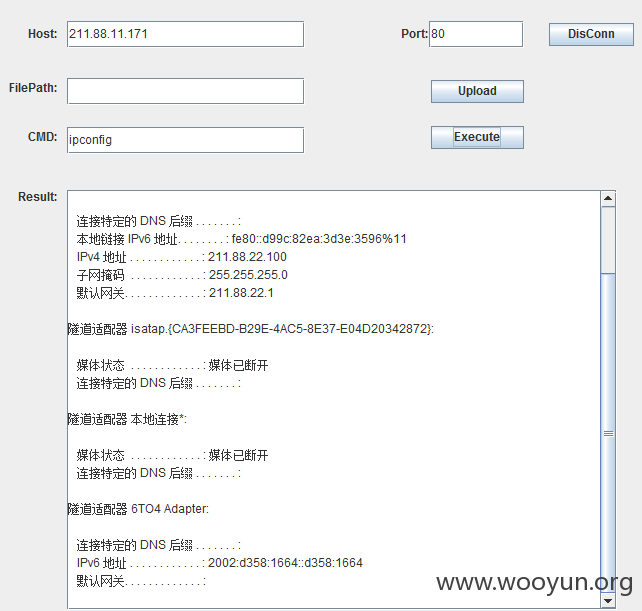 Host: 211.88.11.171 Port: 80 DisConn
FilePath: Upload
CMD: ipconfig Execute
Result:
连接特定的 DNS 后缀 . . . . . . . :
本地链接 IPv6 地址. . . . . . . . : fe80::d99c:82ea:3d3e:3596%11
IPv4 地址 . . . . . . . . . . . . : 211.88.22.100
子网掩码 . . . . . . . . . . . . : 255.255.255.0
默认网关. . . . . . . . . . . . . : 211.88.22.1
隧道适配器 isatap.{CA3FEEBD-B29E-4AC5-8E37-E04D20342872}:
媒体状态 . . . . . . . . . . . . : 媒体已断开
连接特定的 DNS 后缀 . . . . . . . :
隧道适配器 本地连接*:
媒体状态 . . . . . . . . . . . . : 媒体已断开
连接特定的 DNS 后缀 . . . . . . . :
隧道适配器 6TO4 Adapter:
连接特定的 DNS 后缀 . . . . . . . :
IPv6 地址 . . . . . . . . . . . . : 2002:d358:1664::d358:1664
默认网关. . . . . . . . . . . . . :
www.wooyun.org